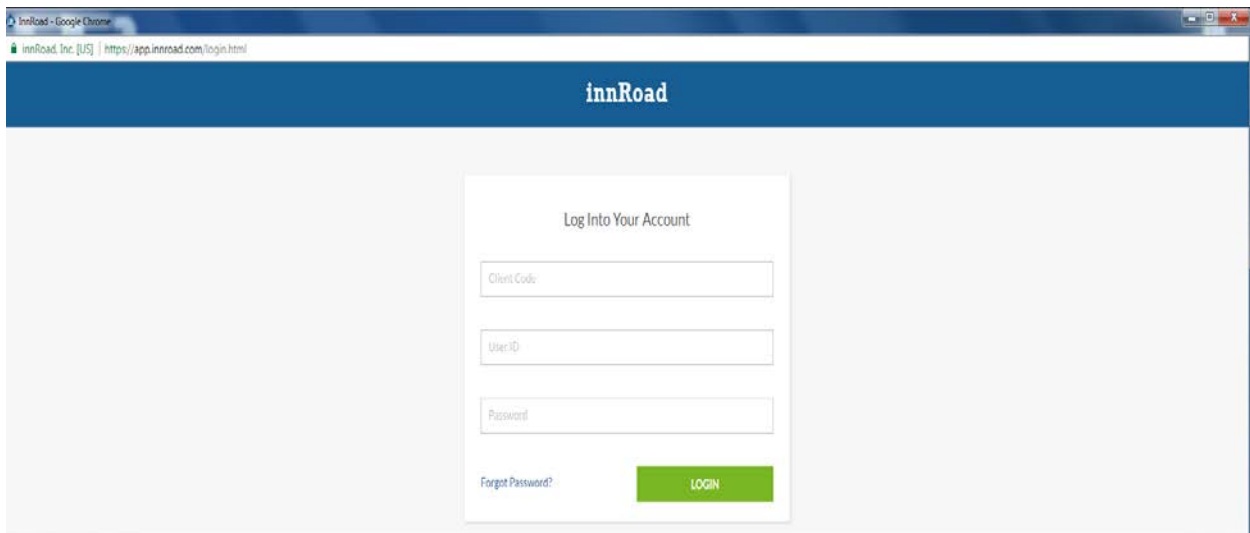 InnRoad - Google Chrome
innRoad, Inc. [US] | https://app.innroad.com/login.html
innRoad
Log Into Your Account
Client Code
User ID
Password
Forgot Password? LOGIN